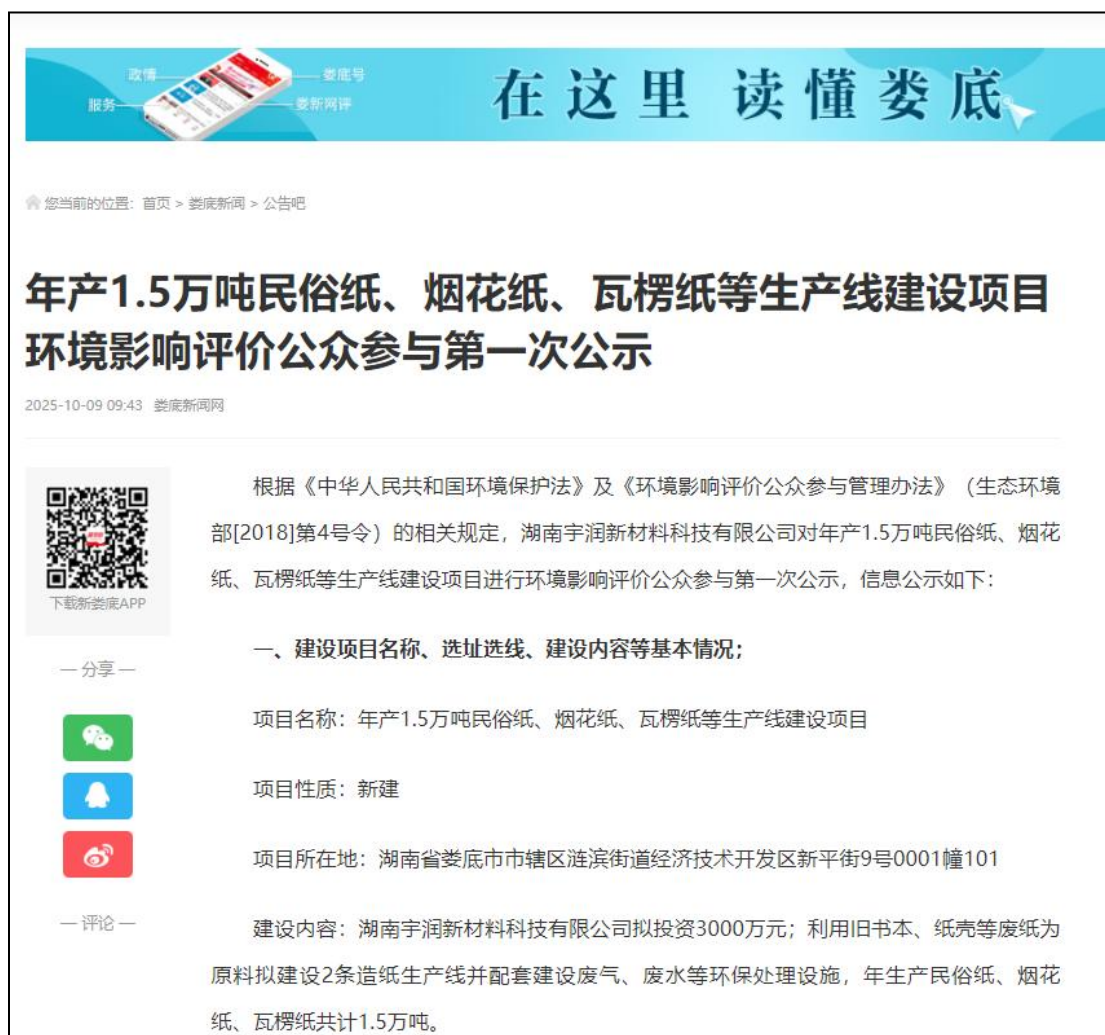 政情
娄底号
服务
娄新网评
在这里 读懂娄底
您当前的位置：首页 > 娄底新闻 > 公告吧
年产1.5万吨民俗纸、烟花纸、瓦楞纸等生产线建设项目
环境影响评价公众参与第一次公示
2025-10-09 09:43 娄底新闻网
根据《中华人民共和国环境保护法》及《环境影响评价公众参与管理办法》（生态环境
部[2018]第4号令）的相关规定，湖南宇润新材料科技有限公司对年产1.5万吨民俗纸、烟花
纸、瓦楞纸等生产线建设项目进行环境影响评价公众参与第一次公示，信息公示如下：
下载新娄底APP
一、建设项目名称、选址选线、建设内容等基本情况；
— 分享 —
项目名称：年产1.5万吨民俗纸、烟花纸、瓦楞纸等生产线建设项目
项目性质：新建
项目所在地：湖南省娄底市市辖区涟滨街道经济技术开发区新平街9号0001幢101
— 评论 —
建设内容：湖南宇润新材料科技有限公司拟投资3000万元；利用旧书本、纸壳等废纸为
原料拟建设2条造纸生产线并配套建设废气、废水等环保处理设施，年生产民俗纸、烟花
纸、瓦楞纸共计1.5万吨。